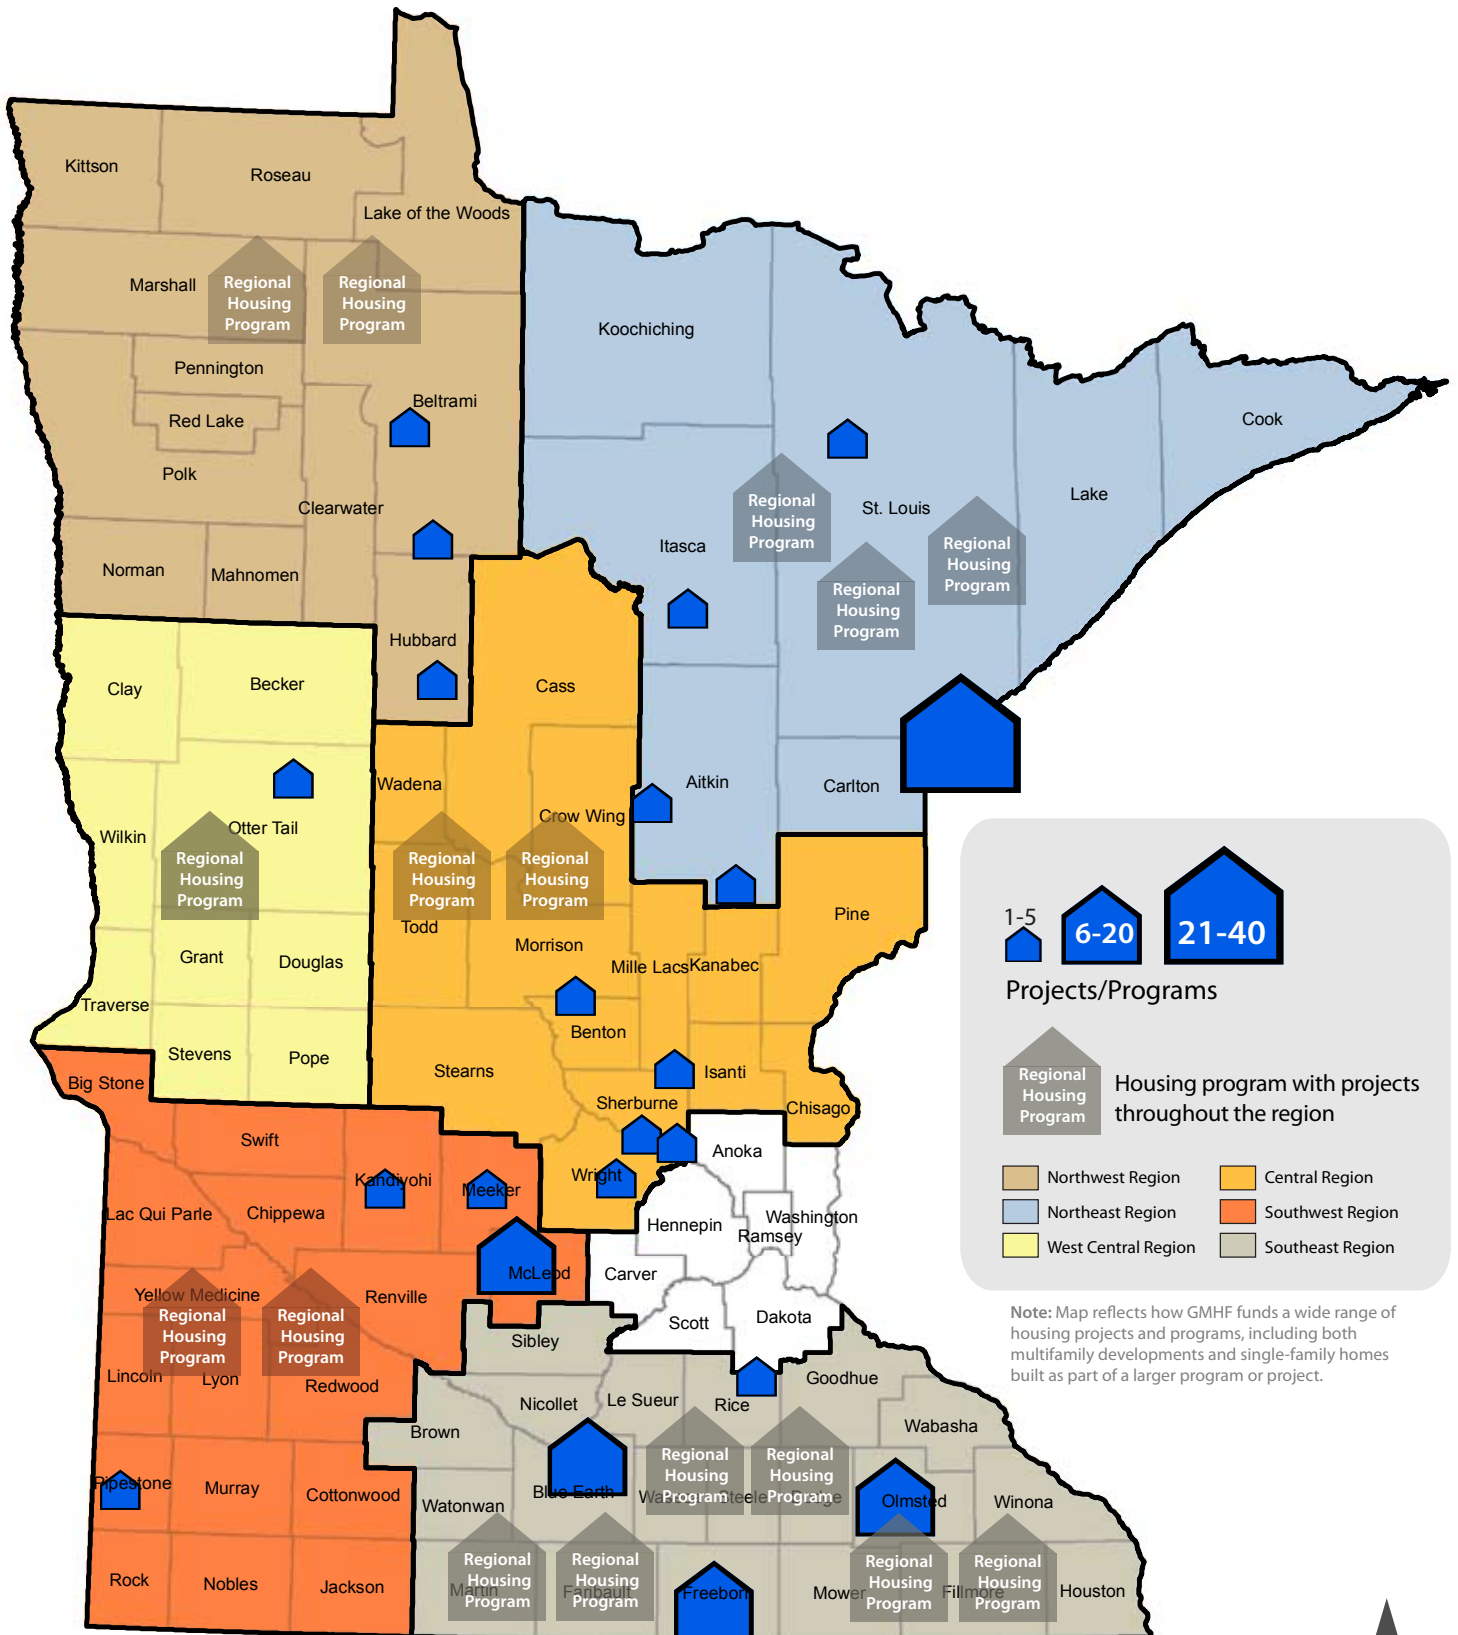 Kittson
Roseau
Lake of the Woods
Marshall
Regional
Housing
Program
Regional
Housing
Program
Koochiching
Pennington
Beltrami
Red Lake
Cook
Polk
Clearwater
Lake
Regional
Housing
Program
St. Louis
Itasca
Regional
Housing
Program
Norman
Mahnomen
Regional
Housing
Program
Hubbard
Clay
Becker
Cass
Wadena
Aitkin
Carlton
Crow Wing
Wilkin
Otter Tail
Regional
Housing
Program
Regional
Housing
Program
Regional
Housing
Program
Todd
Pine
Morrison
Grant
Douglas
Mille Lacs
Kanabec
Traverse
Benton
Stevens
Pope
Stearns
Isanti
Big Stone
Sherburne
Chisago
Swift
Anoka
Kandiyohi
Meeker
Wright
Lac Qui Parle
Chippewa
Hennepin
Washington
Ramsey
McLeod
Carver
Yellow Medicine
Renville
Regional
Housing
Program
Regional
Housing
Program
Scott
Dakota
Sibley
Lincoln
Lyon
Redwood
Goodhue
Nicollet
Le Sueur
Rice
Brown
Wabasha
Regional
Housing
Program
Regional
Housing
Program
Pipestone
Murray
Cottonwood
Watonwan
Blue Earth
Steele
Olmsted
Winona
Rock
Nobles
Jackson
Martin
Regional
Housing
Program
Faribault
Regional
Housing
Program
Freeborn
Mower
Regional
Housing
Program
Fillmore
Regional
Housing
Program
Houston
1-5
6-20
21-40
Projects/Programs
Regional
Housing
Program
Housing program with projects
throughout the region
Northwest Region
Central Region
Northeast Region
Southwest Region
West Central Region
Southeast Region
Note: Map reflects how GMHF funds a wide range of
housing projects and programs, including both
multifamily developments and single-family homes
built as part of a larger program or project.